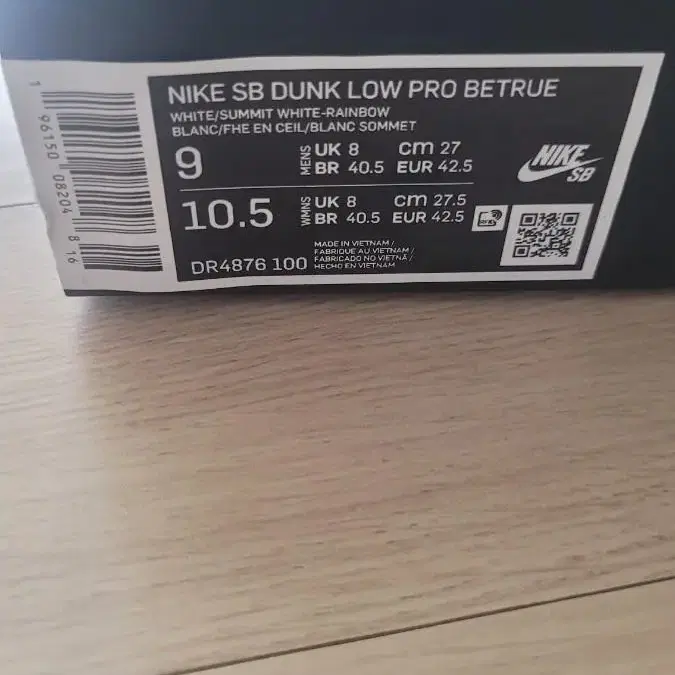 NIKE SB DUNK LOW PRO BETRUE
WHITE/SUMMIT WHITE-RAINBOW
BLANC/FHE EN CEIL/BLANC SOMMET
9 MENS UK 8 cm 27
BR 40.5 EUR 42.5
10.5 WMNS UK 8 cm 27.5
BR 40.5 EUR 42.5
DR4876 100
MADE IN VIETNAM /
FABRIQUE AU VIETNAM /
FABRICADO NO VIETNÃ /
HECHO EN VIETNAM
NIKE
SB
1 96150 08204 8 16